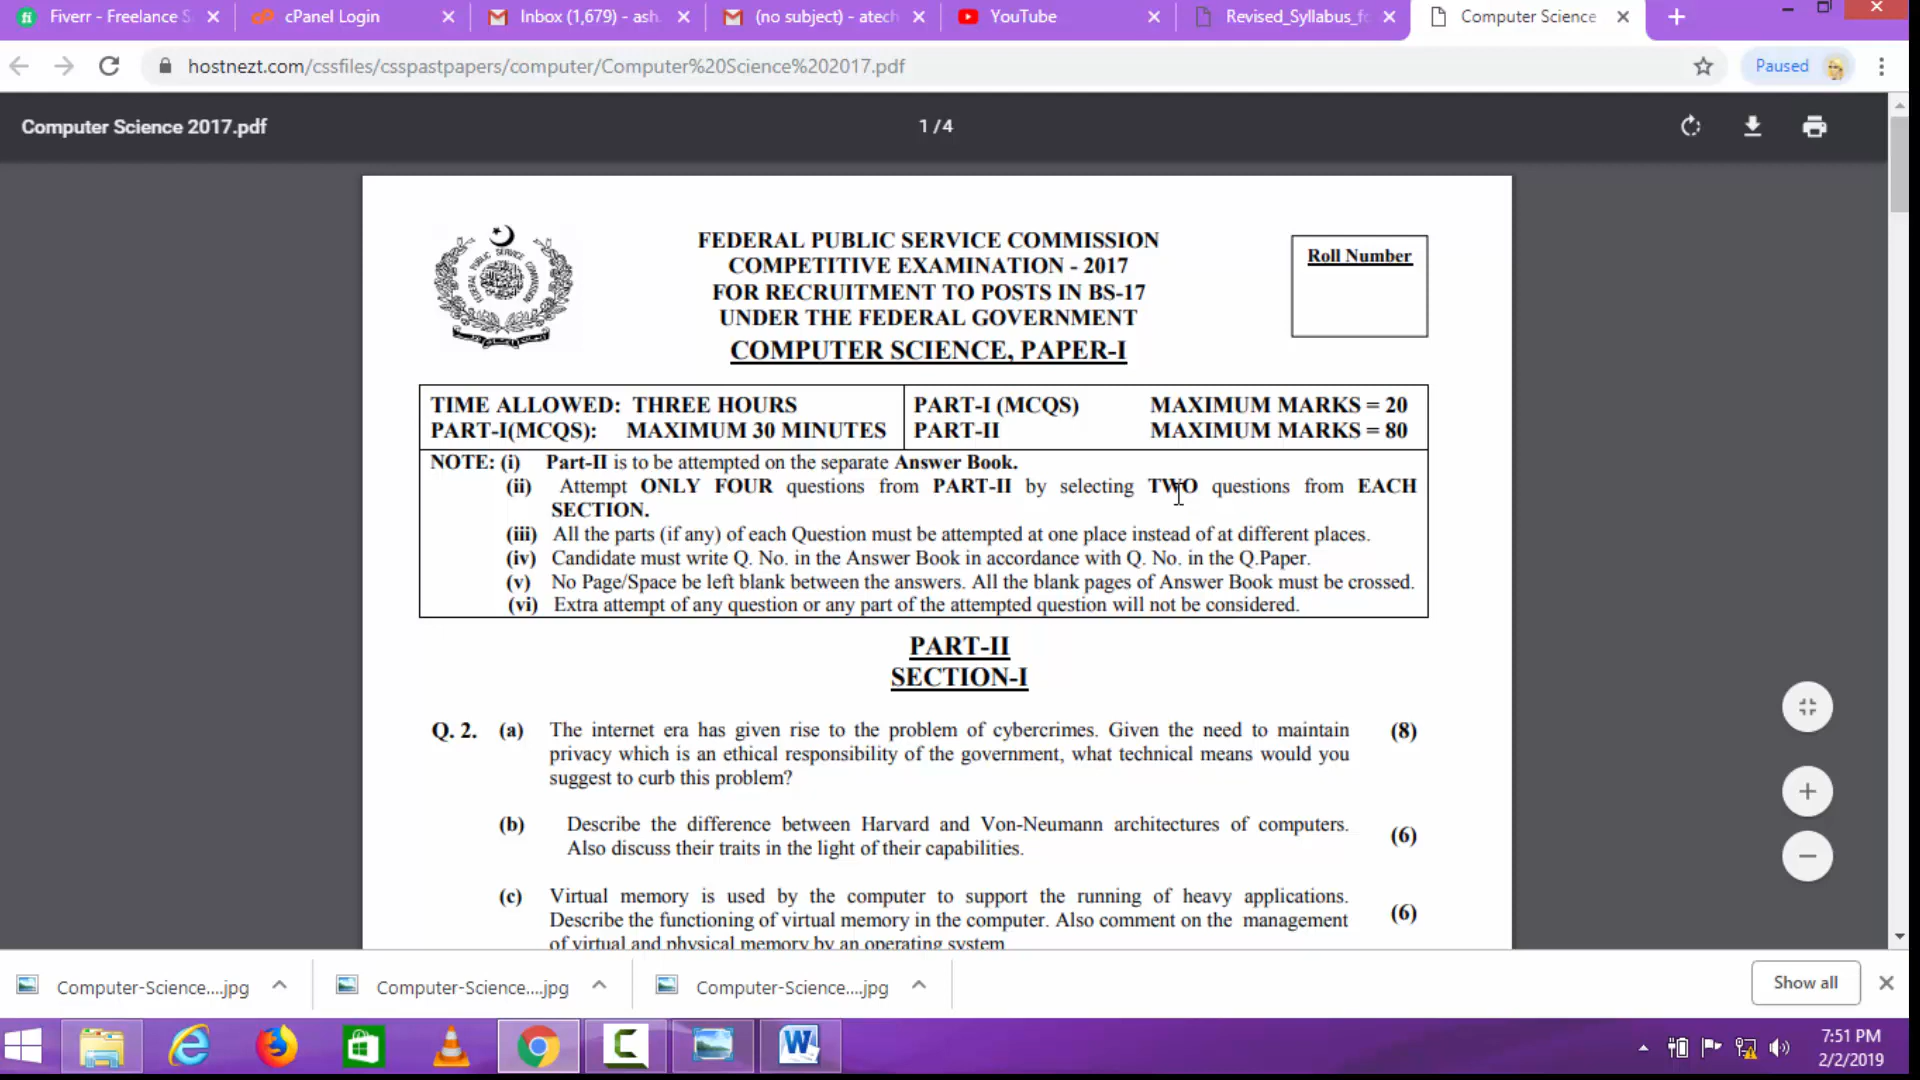 Fiverr - Freelance S
cPanel Login
Inbox (1,679) - ash
(no subject) - atech
YouTube
Revised_Syllabus_fo
Computer Science
hostnezt.com/cssfiles/csspastpapers/computer/Computer%20Science%202017.pdf
Paused
Computer Science 2017.pdf
1 / 4
FEDERAL PUBLIC SERVICE COMMISSION
COMPETITIVE EXAMINATION - 2017
FOR RECRUITMENT TO POSTS IN BS-17
UNDER THE FEDERAL GOVERNMENT
COMPUTER SCIENCE, PAPER-I
Roll Number
TIME ALLOWED: THREE HOURS
PART-I(MCQS): MAXIMUM 30 MINUTES
PART-I (MCQS) MAXIMUM MARKS = 20
PART-II MAXIMUM MARKS = 80
NOTE: (i) Part-II is to be attempted on the separate Answer Book.
(ii) Attempt ONLY FOUR questions from PART-II by selecting TWO questions from EACH
SECTION.
(iii) All the parts (if any) of each Question must be attempted at one place instead of at different places.
(iv) Candidate must write Q. No. in the Answer Book in accordance with Q. No. in the Q.Paper.
(v) No Page/Space be left blank between the answers. All the blank pages of Answer Book must be crossed.
(vi) Extra attempt of any question or any part of the attempted question will not be considered.
PART-II
SECTION-I
Q. 2. (a) The internet era has given rise to the problem of cybercrimes. Given the need to maintain (8)
privacy which is an ethical responsibility of the government, what technical means would you
suggest to curb this problem?
(b) Describe the difference between Harvard and Von-Neumann architectures of computers. (6)
Also discuss their traits in the light of their capabilities.
(c) Virtual memory is used by the computer to support the running of heavy applications. (6)
Describe the functioning of virtual memory in the computer. Also comment on the management
of virtual and physical memory by an operating system
Computer-Science....jpg
Computer-Science....jpg
Computer-Science....jpg
Show all
7:51 PM
2/2/2019